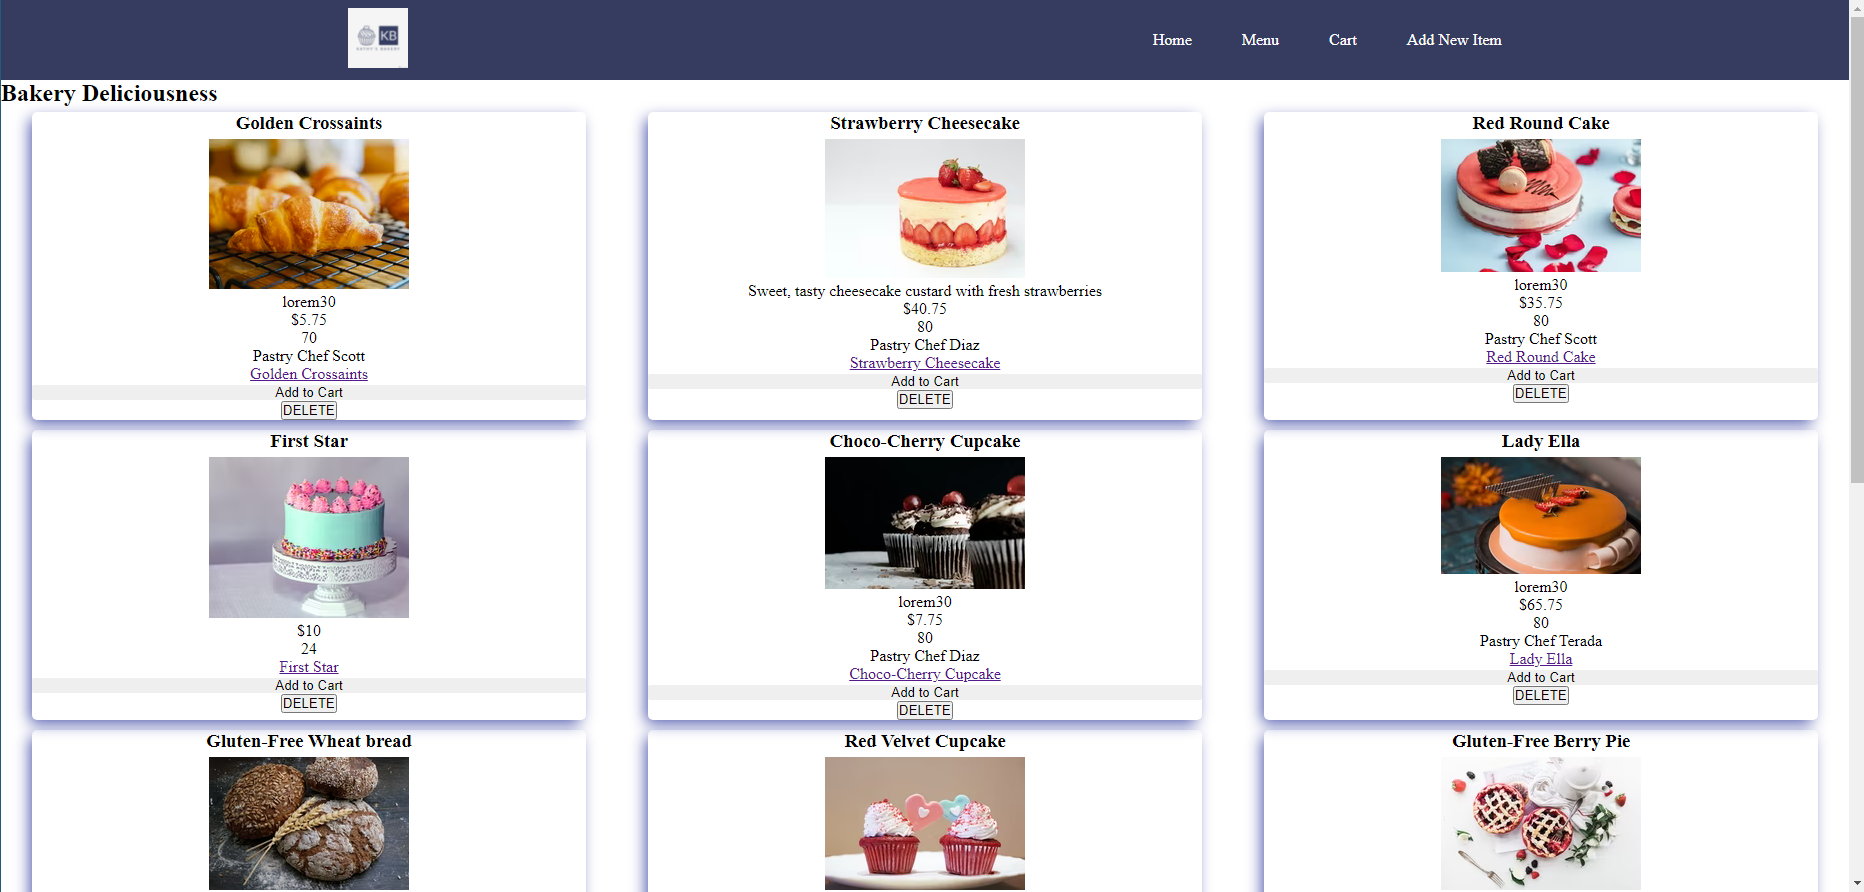 KB
Home Menu Cart Add New Item
Bakery Deliciousness
Golden Crossaints
lorem30
$5.75
70
Pastry Chef Scott
Golden Crossaints
Add to Cart
DELETE
Strawberry Cheesecake
Sweet, tasty cheesecake custard with fresh strawberries
$40.75
80
Pastry Chef Diaz
Strawberry Cheesecake
Add to Cart
DELETE
Red Round Cake
lorem30
$35.75
80
Pastry Chef Scott
Red Round Cake
Add to Cart
DELETE
First Star
$10
24
First Star
Add to Cart
DELETE
Choco-Cherry Cupcake
lorem30
$7.75
80
Pastry Chef Diaz
Choco-Cherry Cupcake
Add to Cart
DELETE
Lady Ella
lorem30
$65.75
80
Pastry Chef Terada
Lady Ella
Add to Cart
DELETE
Gluten-Free Wheat bread
Red Velvet Cupcake
Gluten-Free Berry Pie